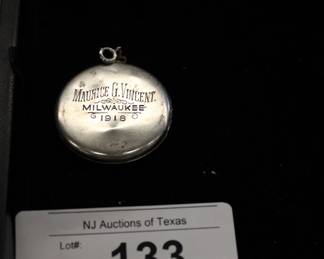 MAURICE G. VINCENT.
MILWAUKEE
1918
NJ Auctions of Texas
Lot#:
133